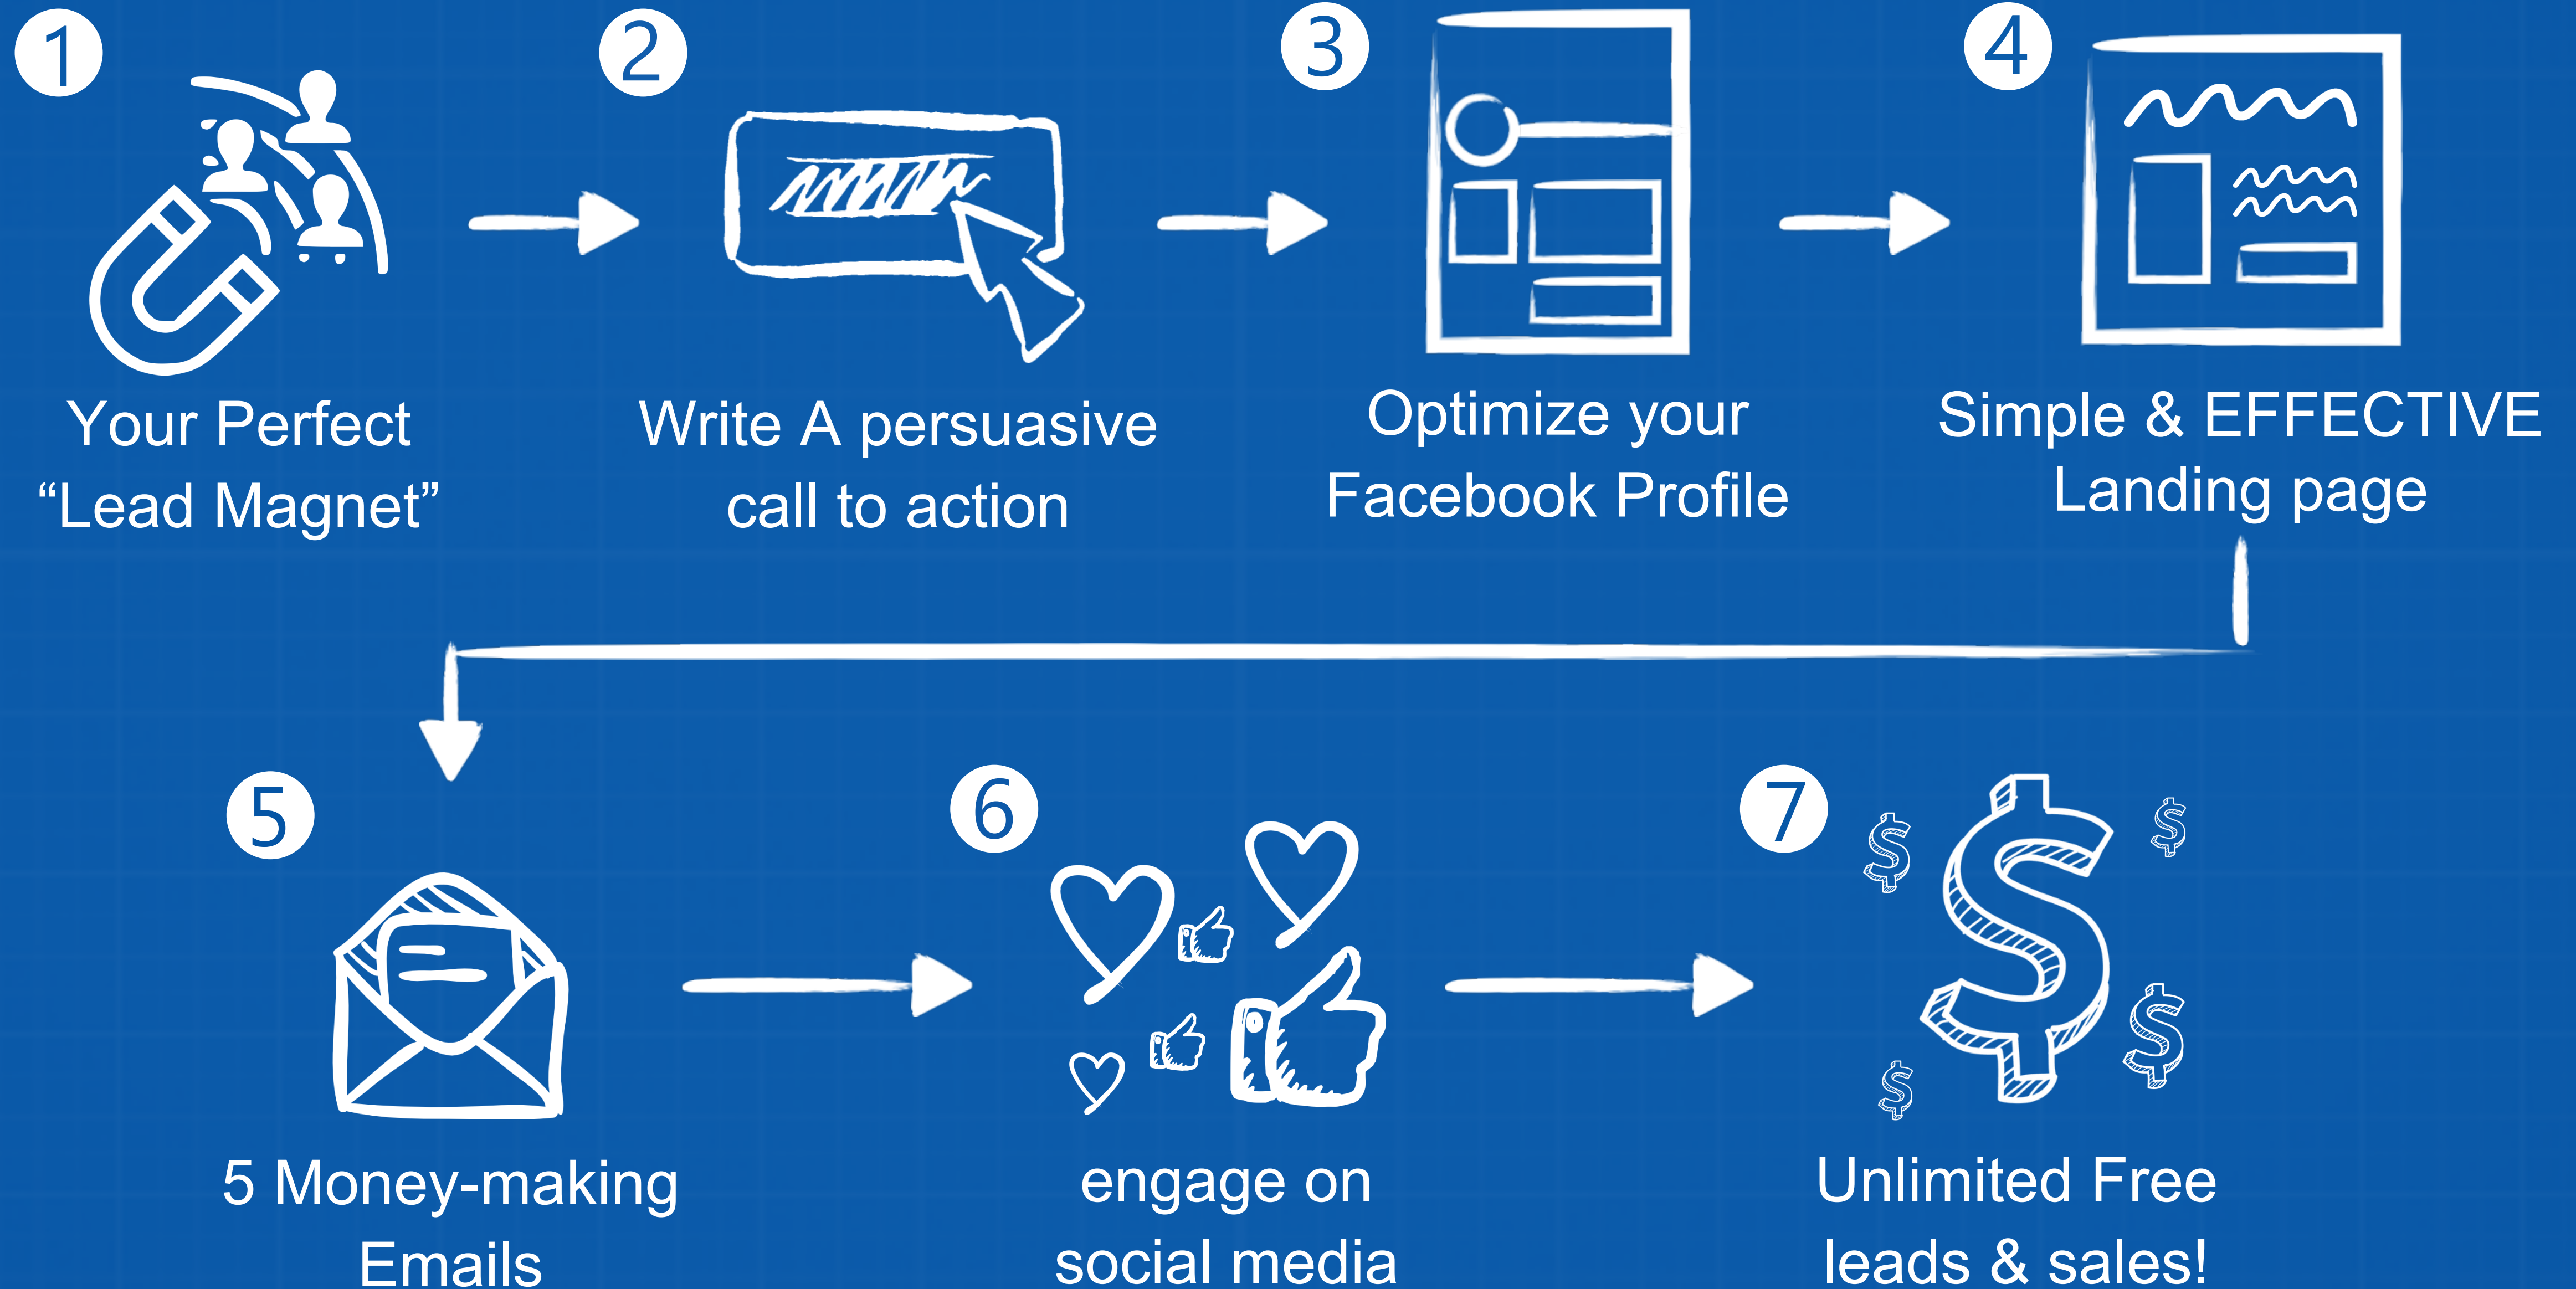 1
Your Perfect
“Lead Magnet”
2
Write A persuasive
call to action
3
Optimize your
Facebook Profile
4
Simple & EFFECTIVE
Landing page
5
5 Money-making
Emails
6
engage on
social media
7
$
$
$
$
$
Unlimited Free
leads & sales!